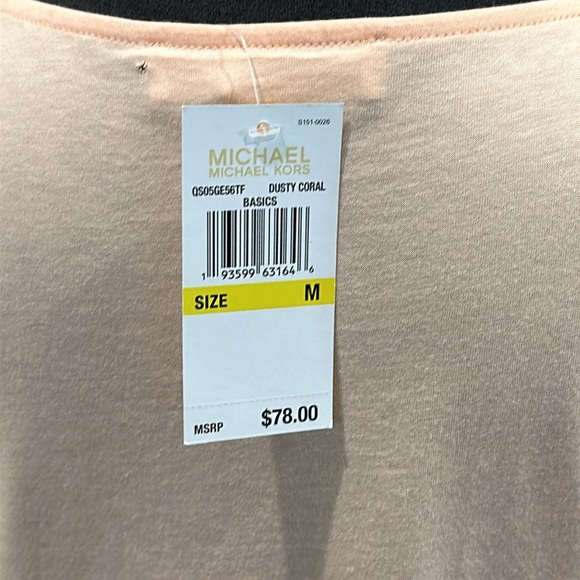 S151-0026
MICHAEL
MICHAEL KORS
QS05GE56TF DUSTY CORAL
BASICS
1 93599 63164 6
SIZE M
MSRP $78.00